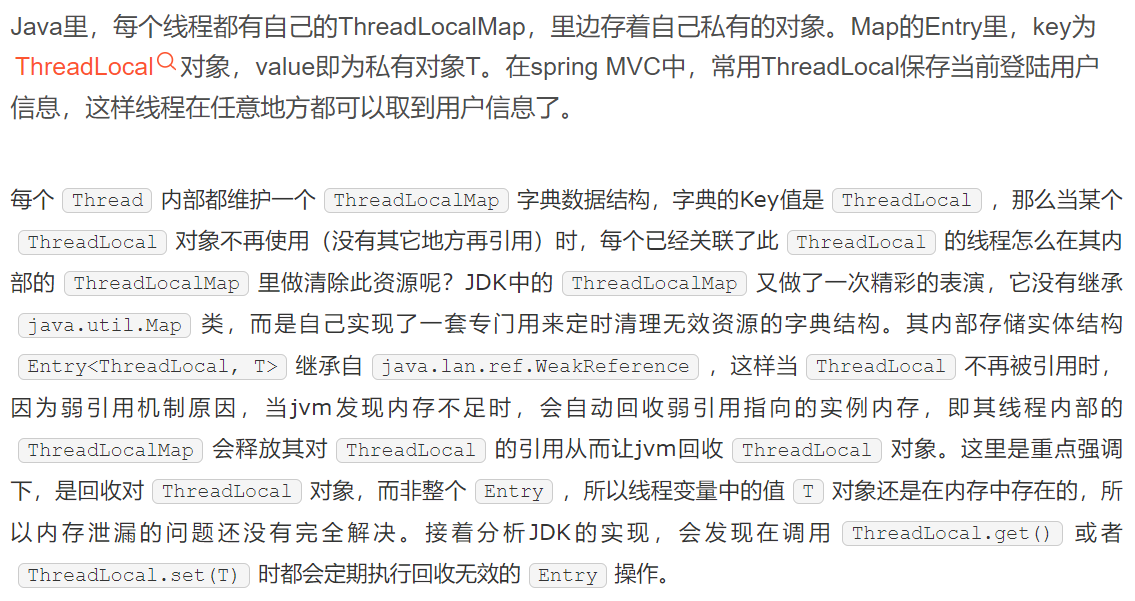 Java里，每个线程都有自己的ThreadLocalMap，里边存着自己私有的对象。Map的Entry里，key为
ThreadLocal对象，value即为私有对象T。在spring MVC中，常用ThreadLocal保存当前登陆用户
信息，这样线程在任意地方都可以取到用户信息了。
每个 Thread 内部都维护一个 ThreadLocalMap 字典数据结构，字典的Key值是 ThreadLocal ，那么当某个
ThreadLocal 对象不再使用（没有其它地方再引用）时，每个已经关联了此 ThreadLocal 的线程怎么在其内
部的 ThreadLocalMap 里做清除此资源呢？JDK中的 ThreadLocalMap 又做了一次精彩的表演，它没有继承
java.util.Map 类，而是自己实现了一套专门用来定时清理无效资源的字典结构。其内部存储实体结构
Entry<ThreadLocal, T> 继承自 java.lan.ref.WeakReference ，这样当 ThreadLocal 不再被引用时，
因为弱引用机制原因，当jvm发现内存不足时，会自动回收弱引用指向的实例内存，即其线程内部的
ThreadLocalMap 会释放其对 ThreadLocal 的引用从而让jvm回收 ThreadLocal 对象。这里是重点强调
下，是回收对 ThreadLocal 对象，而非整个 Entry ，所以线程变量中的值 T 对象还是在内存中存在的，所
以内存泄漏的问题还没有完全解决。接着分析JDK的实现，会发现在调用 ThreadLocal.get() 或者
ThreadLocal.set(T) 时都会定期执行回收无效的 Entry 操作。